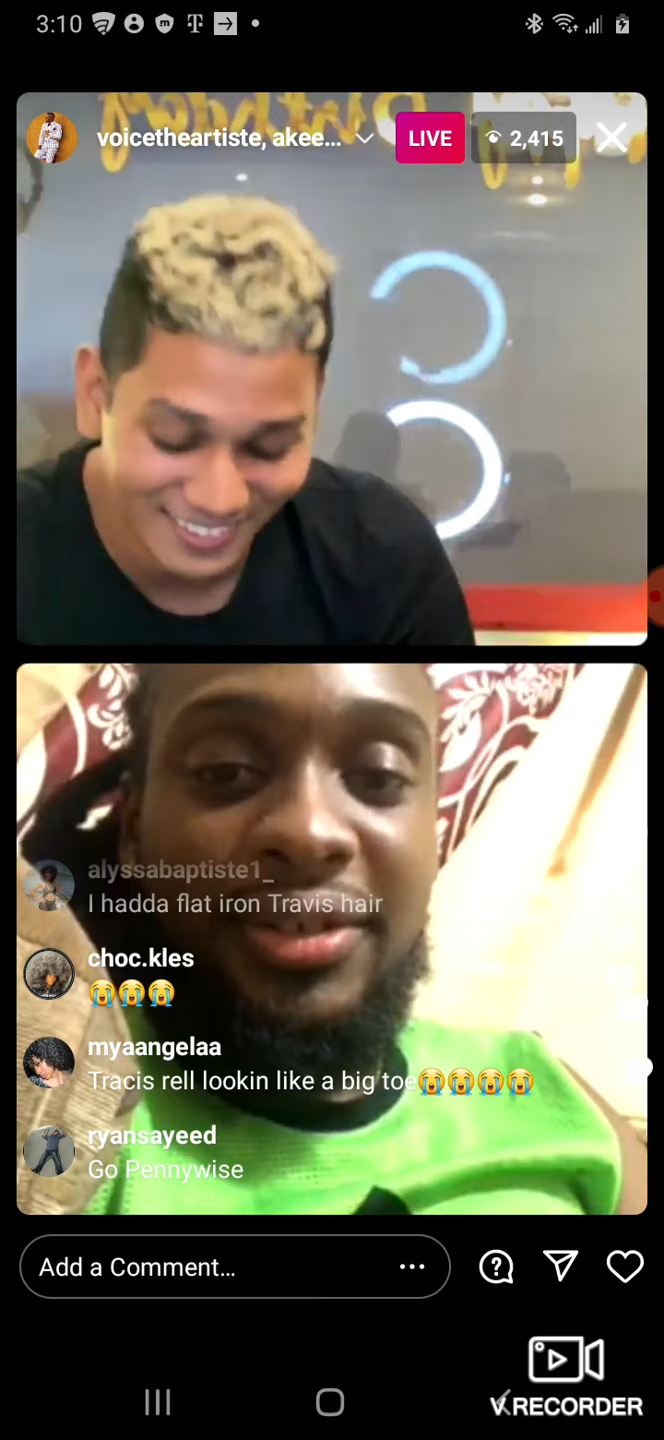 3:10
voicetheartiste, akee...
LIVE
2,415
alyssabaptiste1_
I hadda flat iron Travis hair
choc.kles
😭😭😭
myaangelaa
Tracis rell lookin like a big toe😭😭😭😭
ryansayeed
Go Pennywise
Add a Comment...
V.RECORDER